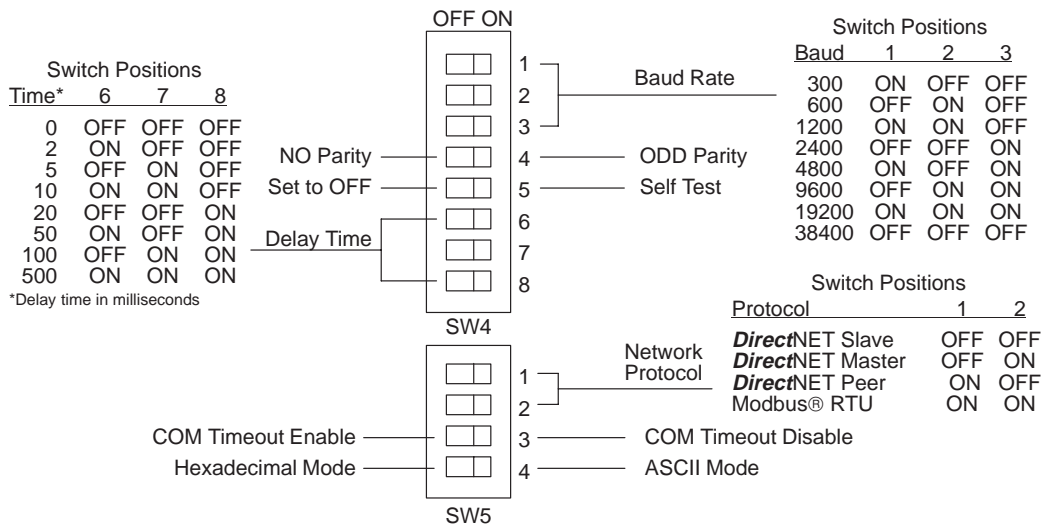 OFF ON
Switch Positions
Time* 6 7 8
0 OFF OFF OFF
2 ON OFF OFF
5 OFF ON OFF
10 ON ON OFF
20 OFF OFF ON
50 ON OFF ON
100 OFF ON ON
500 ON ON ON
*Delay time in milliseconds
NO Parity
Set to OFF
Delay Time
1
2
3
4
5
6
7
8
SW4
Baud Rate
ODD Parity
Self Test
Switch Positions
Baud 1 2 3
300 ON OFF OFF
600 OFF ON OFF
1200 ON ON OFF
2400 OFF OFF ON
4800 ON OFF ON
9600 OFF ON ON
19200 ON ON ON
38400 OFF OFF OFF
Switch Positions
Protocol 1 2
DirectNET Slave OFF OFF
DirectNET Master OFF ON
DirectNET Peer ON OFF
Modbus® RTU ON ON
Network
Protocol
1
2
COM Timeout Enable 3 COM Timeout Disable
Hexadecimal Mode 4 ASCII Mode
SW5